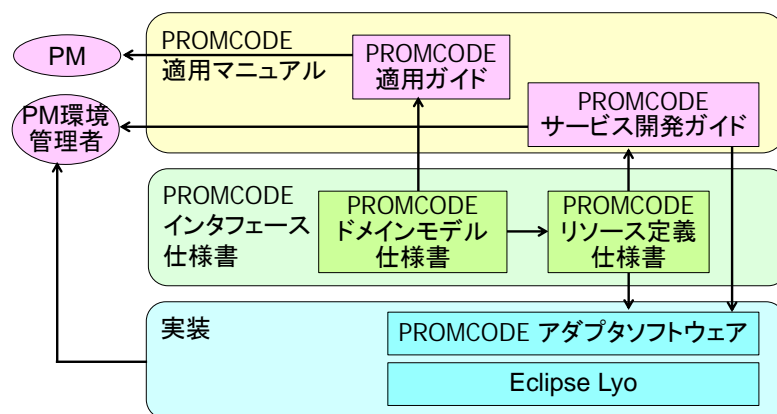 PM
PROMCODE
適用マニュアル
PROMCODE
適用ガイド
PM環境
管理者
PROMCODE
サービス開発ガイド
PROMCODE
インタフェース
仕様書
PROMCODE
ドメインモデル
仕様書
PROMCODE
リソース定義
仕様書
実装
PROMCODE アダプタソフトウェア
Eclipse Lyo